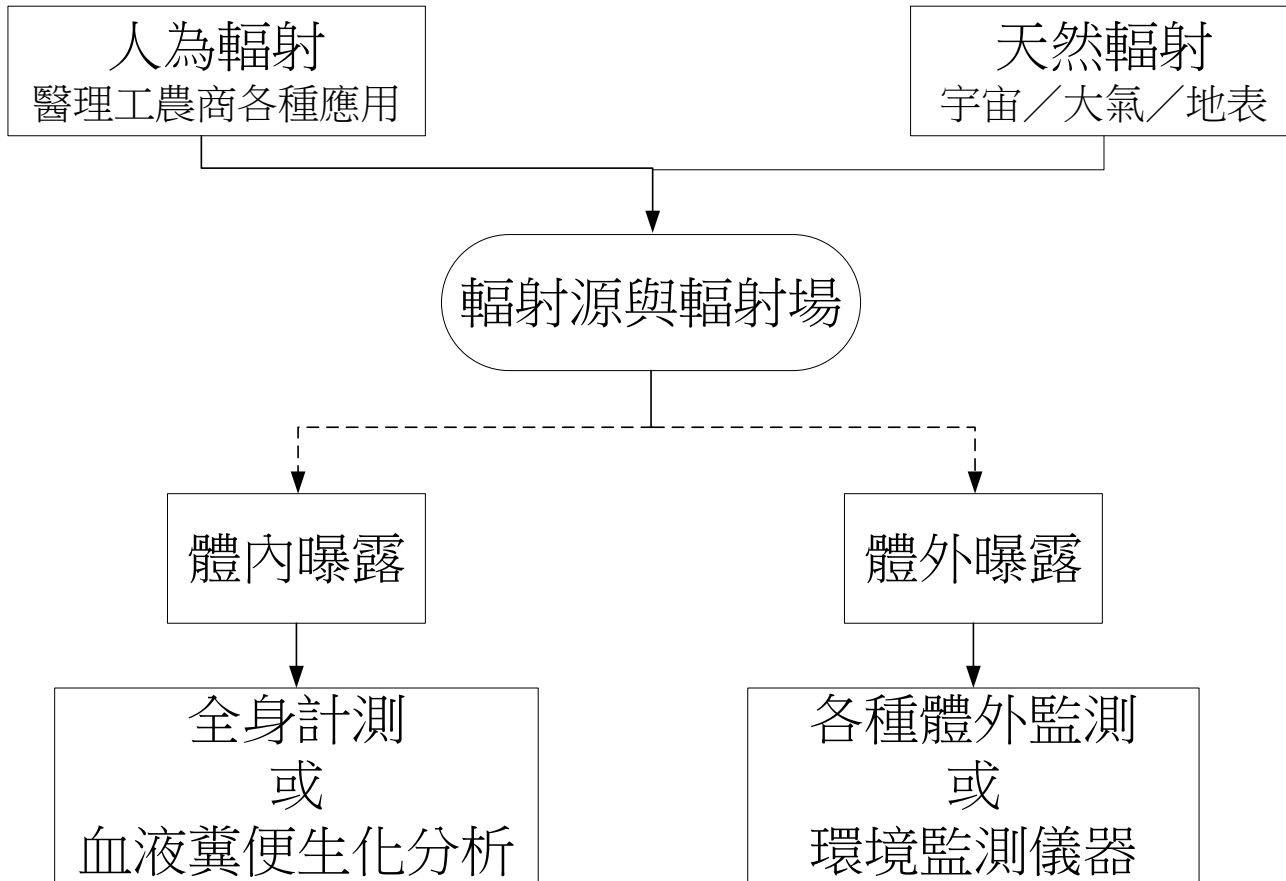 人為輻射
醫理工農商各種應用
天然輻射
宇宙／大氣／地表
輻射源與輻射場
體內曝露
體外曝露
全身計測
或
血液糞便生化分析
各種體外監測
或
環境監測儀器